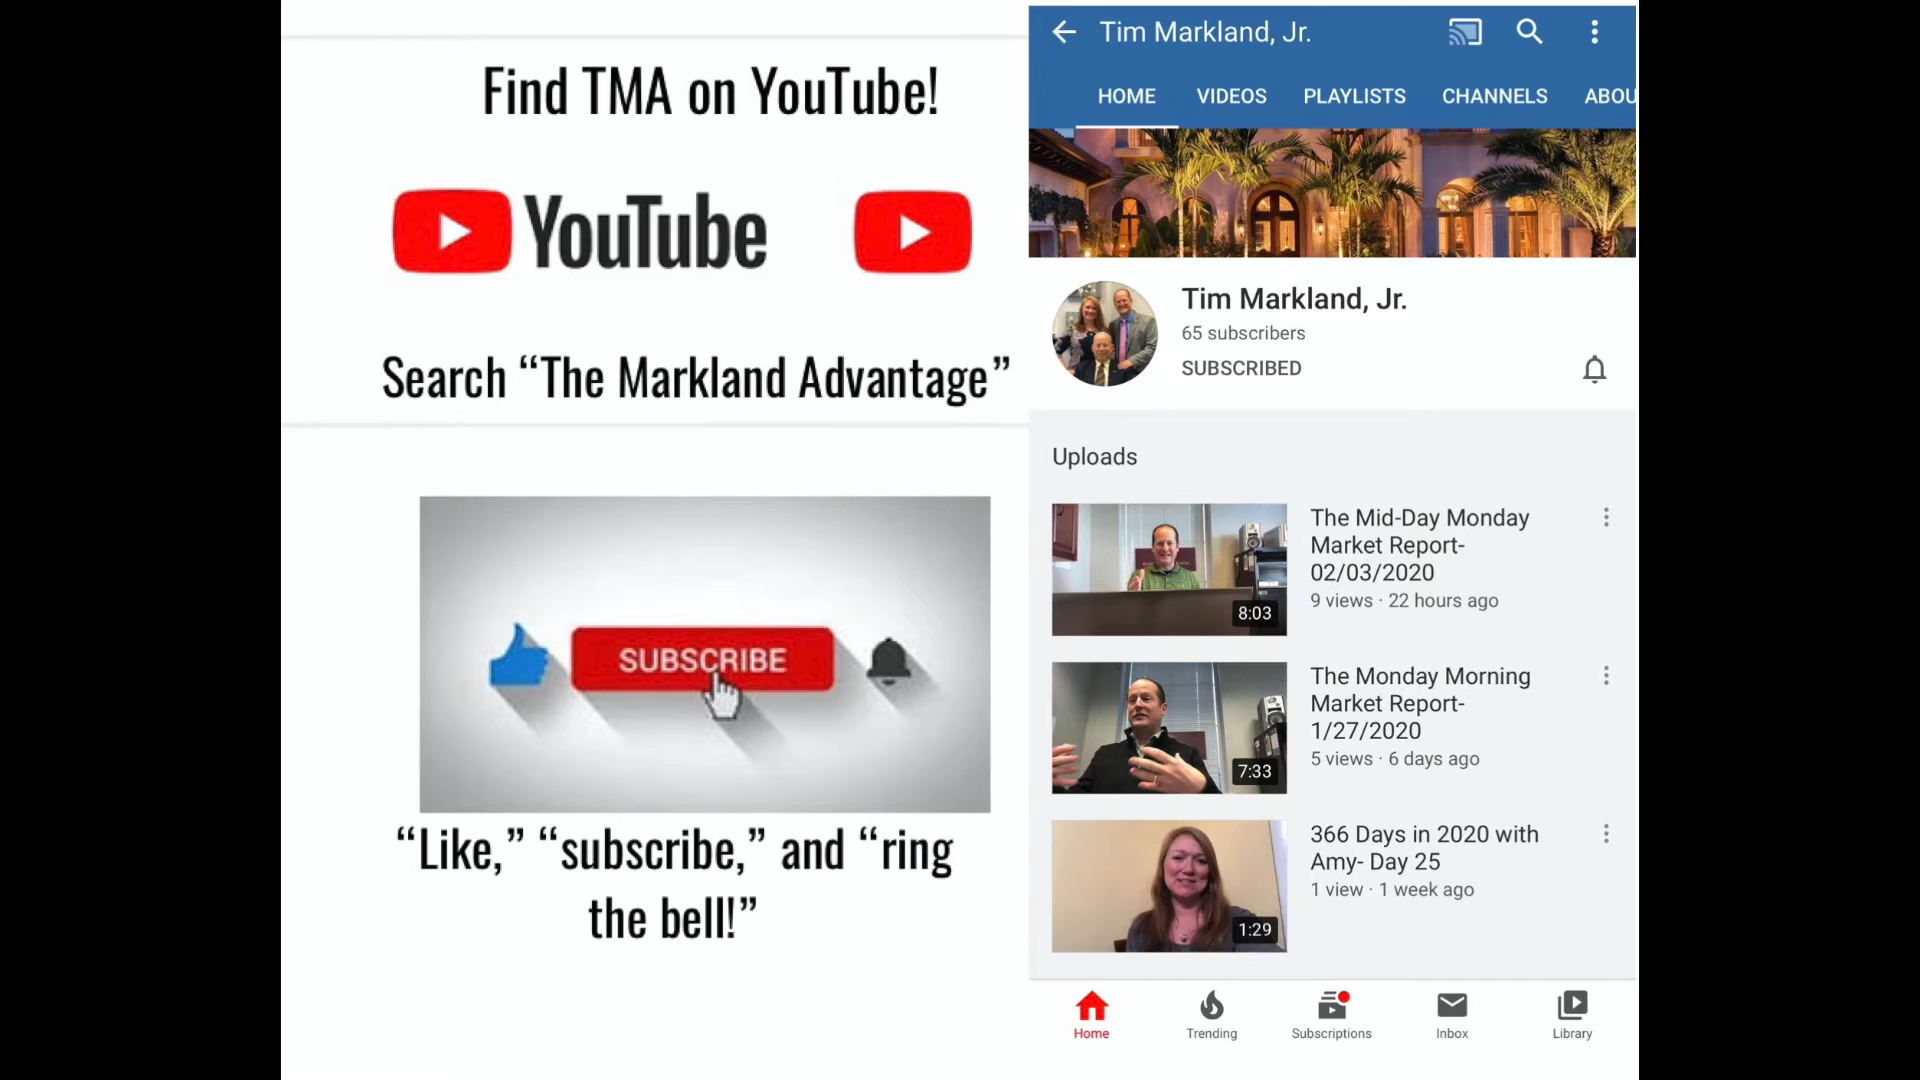 Find TMA on YouTube!
YouTube
Search “The Markland Advantage”
SUBSCRIBE
“Like,” “subscribe,” and “ring
the bell!”
Tim Markland, Jr.
HOME VIDEOS PLAYLISTS CHANNELS ABOU
Tim Markland, Jr.
65 subscribers
SUBSCRIBED
Uploads
The Mid-Day Monday
Market Report-
02/03/2020
9 views · 22 hours ago
8:03
The Monday Morning
Market Report-
1/27/2020
5 views · 6 days ago
7:33
366 Days in 2020 with
Amy- Day 25
1 view · 1 week ago
1:29
Home Trending Subscriptions Inbox Library